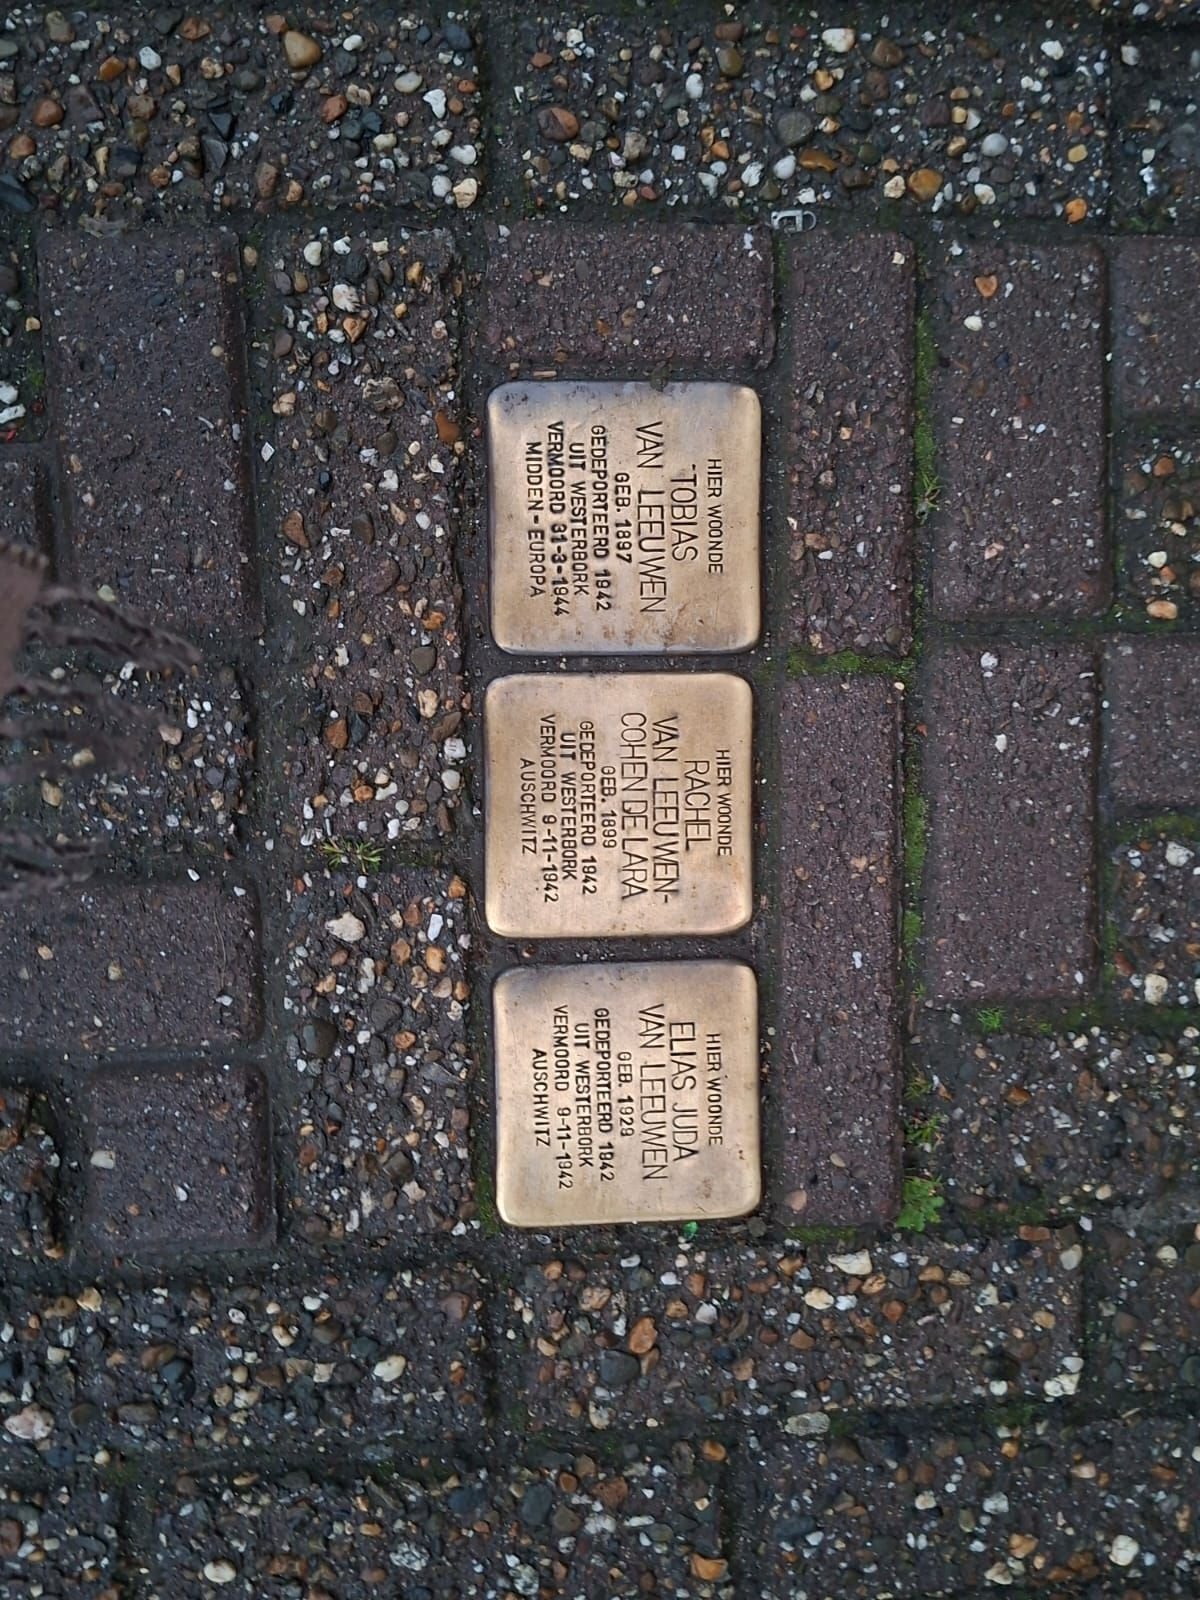 HIER WOONDE
TOBIAS
VAN LEEUWEN
GEB. 1897
GEDEPORTEERD 1942
UIT WESTERBORK
VERMOORD 31-3-1944
MIDDEN-EUROPA
HIER WOONDE
RACHEL
VAN LEEUWEN-
COHEN DE LARA
GEB. 1899
GEDEPORTEERD 1942
UIT WESTERBORK
VERMOORD 9-11-1942
AUSCHWITZ
HIER WOONDE
ELIAS JUDA
VAN LEEUWEN
GEB. 1929
GEDEPORTEERD 1942
UIT WESTERBORK
VERMOORD 9-11-1942
AUSCHWITZ